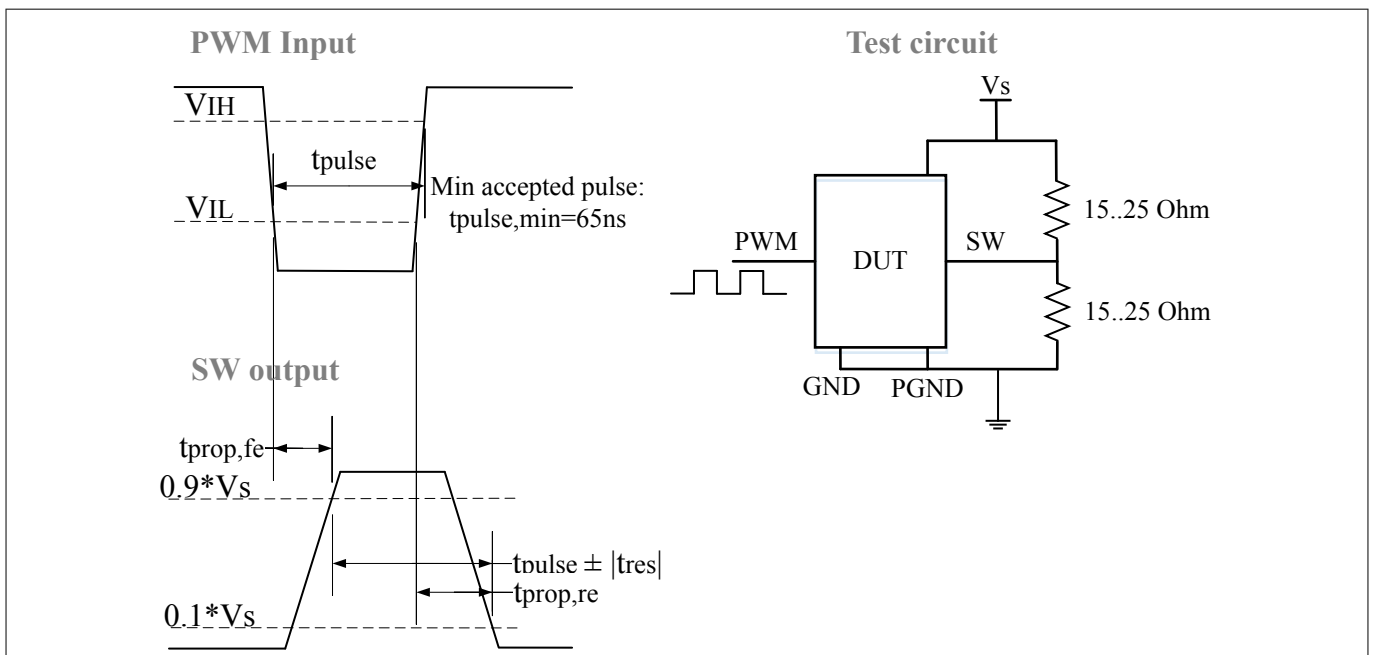 PWM Input
VIH
tpulse
VIL
Min accepted pulse:
tpulse,min=65ns
SW output
tprop,fe
0.9*Vs
tpulse ± |tres|
tprop,re
0.1*Vs
Test circuit
Vs
15..25 Ohm
PWM
DUT
SW
15..25 Ohm
GND
PGND